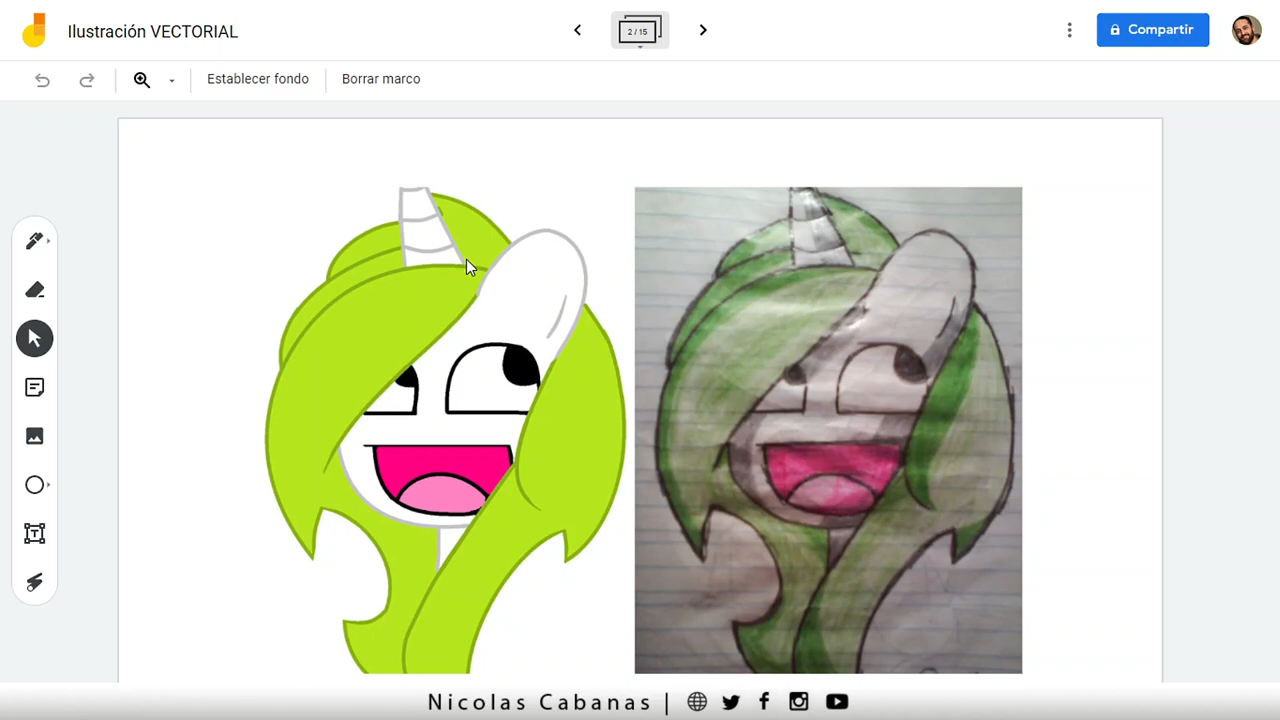 Ilustración VECTORIAL
2 / 15
Compartir
Establecer fondo
Borrar marco
T
Nicolas Cabanas |